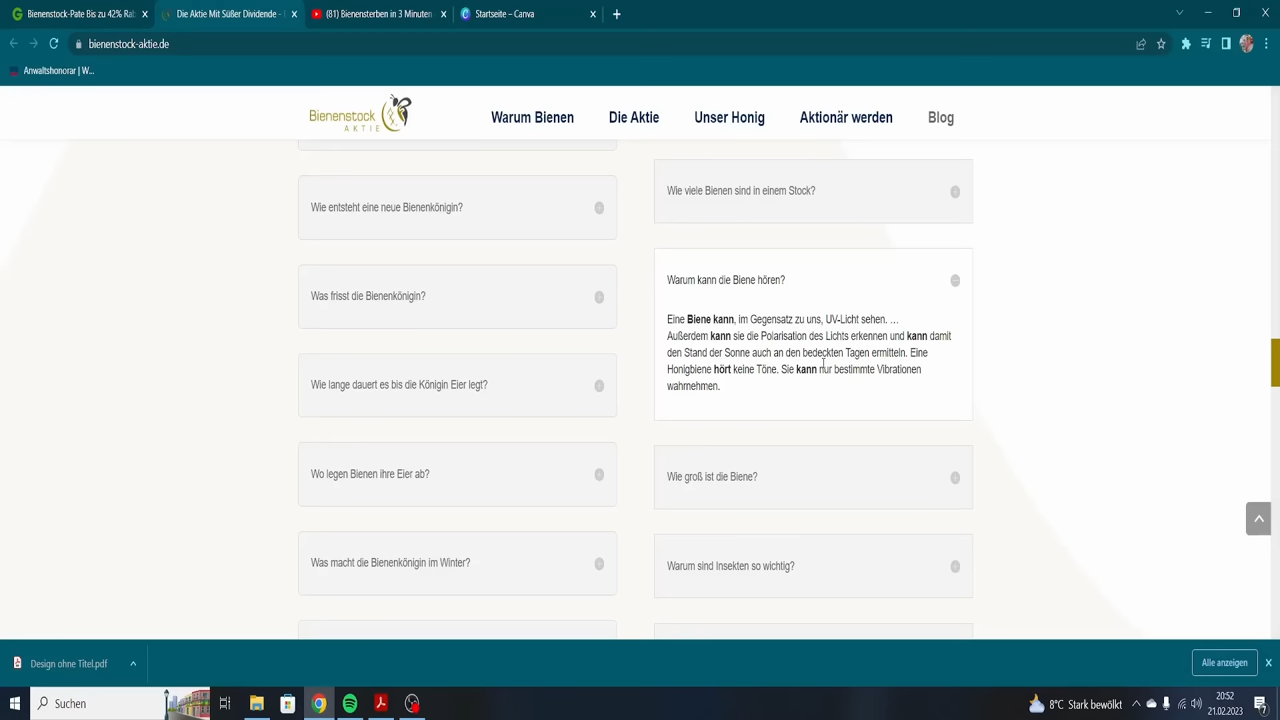 Bienenstock-Pate Bis zu 42% Rab
Die Aktie Mit Süßer Dividende -
(81) Bienensterben in 3 Minuten
Startseite – Canva
bienenstock-aktie.de
Anwaltshonorar | W...
Bienenstock
AKTIE
Warum Bienen
Die Aktie
Unser Honig
Aktionär werden
Blog
Wie entsteht eine neue Bienenkönigin?
Was frisst die Bienenkönigin?
Wie lange dauert es bis die Königin Eier legt?
Wo legen Bienen ihre Eier ab?
Was macht die Bienenkönigin im Winter?
Wie viele Bienen sind in einem Stock?
Warum kann die Biene hören?
Eine Biene kann, im Gegensatz zu uns, UV-Licht sehen. …
Außerdem kann sie die Polarisation des Lichts erkennen und kann damit
den Stand der Sonne auch an den bedeckten Tagen ermitteln. Eine
Honigbiene hört keine Töne. Sie kann nur bestimmte Vibrationen
wahrnehmen.
Wie groß ist die Biene?
Warum sind Insekten so wichtig?
Design ohne Titel.pdf
Alle anzeigen
Suchen
8°C Stark bewölkt
20:52
21.02.2023